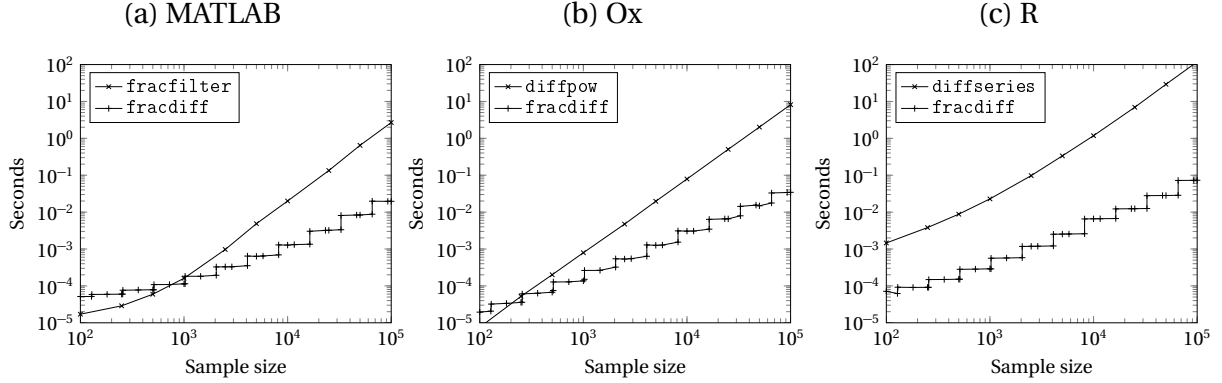 (a) MATLAB
10^2
10^1
10^0
10^−1
10^−2
10^−3
10^−4
10^−5
Seconds
fracfilter
fracdiff
10^2 10^3 10^4 10^5
Sample size
(b) Ox
10^2
10^1
10^0
10^−1
10^−2
10^−3
10^−4
10^−5
Seconds
diffpow
fracdiff
10^2 10^3 10^4 10^5
Sample size
(c) R
10^2
10^1
10^0
10^−1
10^−2
10^−3
10^−4
10^−5
Seconds
diffseries
fracdiff
10^2 10^3 10^4 10^5
Sample size